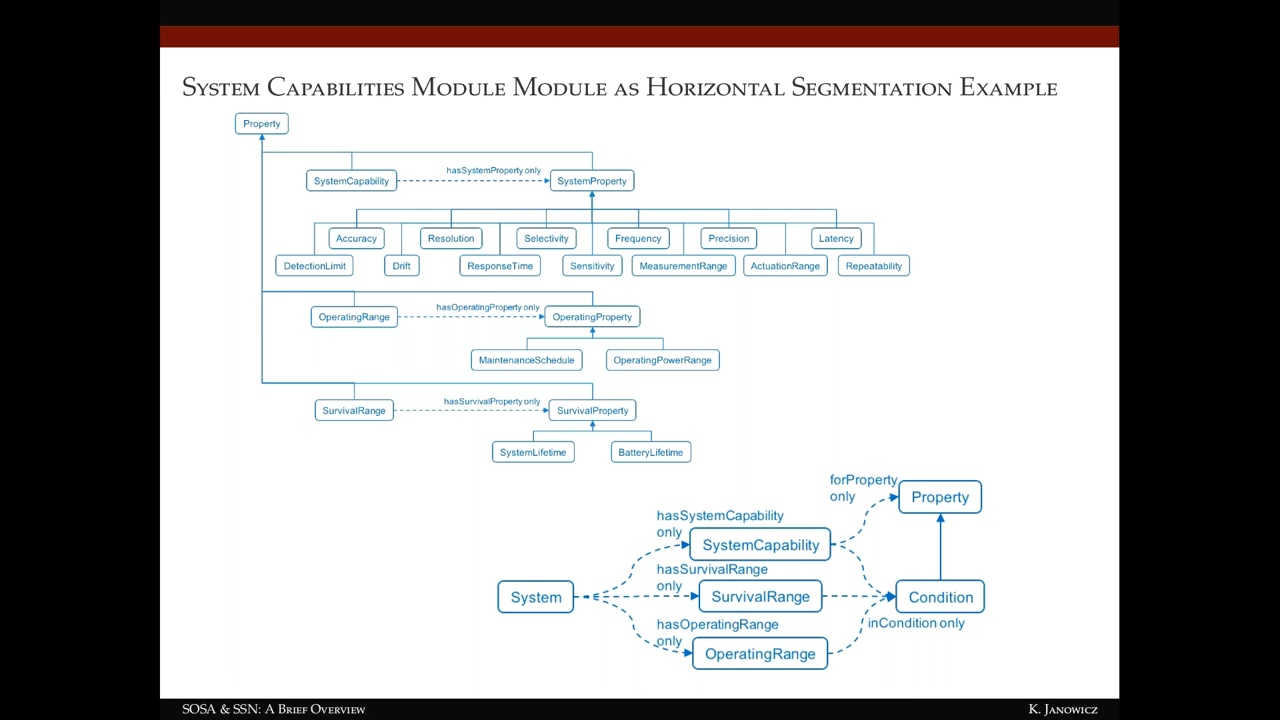 System Capabilities Module Module as Horizontal Segmentation Example
Property
hasSystemProperty only
SystemCapability
SystemProperty
Accuracy
Resolution
Selectivity
Frequency
Precision
Latency
DetectionLimit
Drift
ResponseTime
Sensitivity
MeasurementRange
ActuationRange
Repeatability
hasOperatingProperty only
OperatingRange
OperatingProperty
MaintenanceSchedule
OperatingPowerRange
hasSurvivalProperty only
SurvivalRange
SurvivalProperty
SystemLifetime
BatteryLifetime
forProperty
only
Property
hasSystemCapability
only
SystemCapability
hasSurvivalRange
only
System
SurvivalRange
Condition
hasOperatingRange
only
inCondition only
OperatingRange
SOSA & SSN: A Brief Overview
K. Janowicz